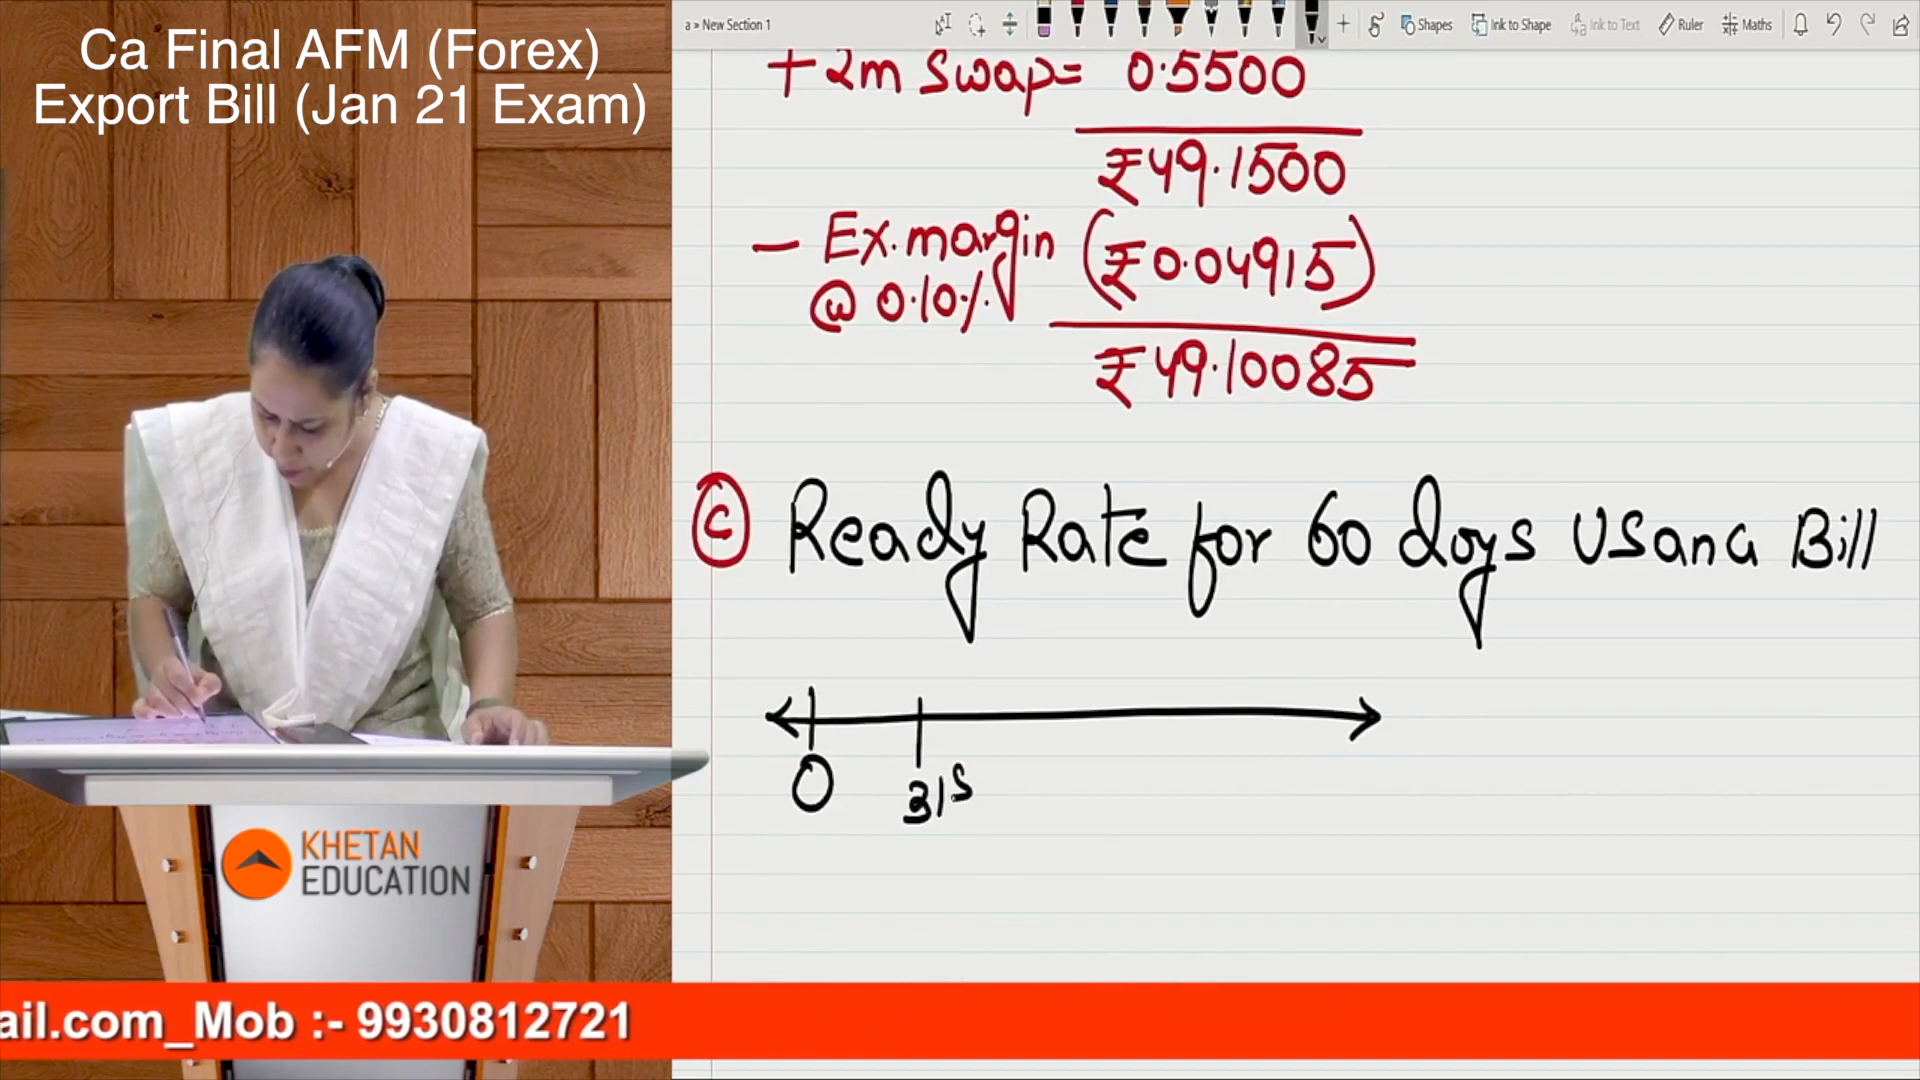 Ca Final AFM (Forex)
Export Bill (Jan 21 Exam)
a » New Section 1
Shapes
Ink to Shape
Ink to Text
Ruler
Maths
+ 2m Swap = 0.5500
₹49.1500
- Ex.margin (₹0.04915)
@ 0.10%
₹49.10085
C Ready Rate for 60 days Usana Bill
0 31s
KHETAN
EDUCATION
ail.com_Mob :- 9930812721